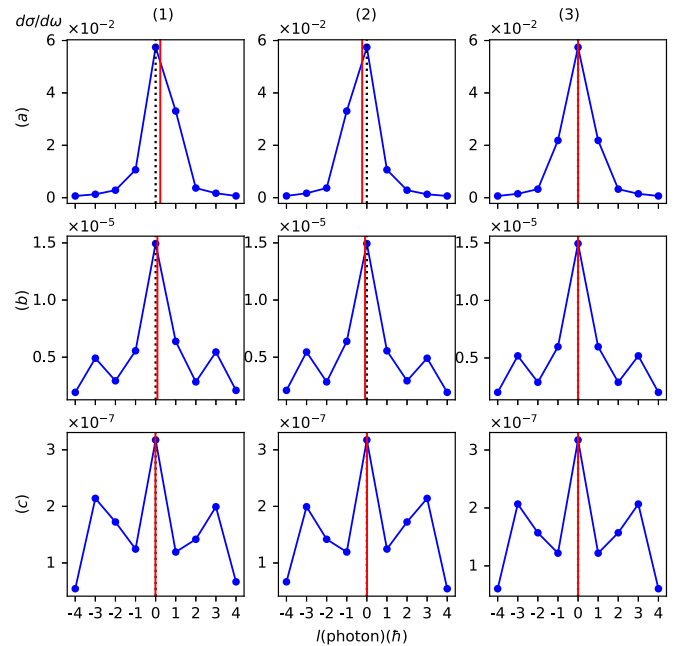 dσ/dω (1) (2) (3)
×10⁻² ×10⁻² ×10⁻²
(a)
6 6 6
4 4 4
2 2 2
0 0 0
×10⁻⁵ ×10⁻⁵ ×10⁻⁵
(b)
1.5 1.5 1.5
1.0 1.0 1.0
0.5 0.5 0.5
×10⁻⁷ ×10⁻⁷ ×10⁻⁷
(c)
3 3 3
2 2 2
1 1 1
-4 -3 -2 -1 0 1 2 3 4 -4 -3 -2 -1 0 1 2 3 4 -4 -3 -2 -1 0 1 2 3 4
l(photon)(ℏ)